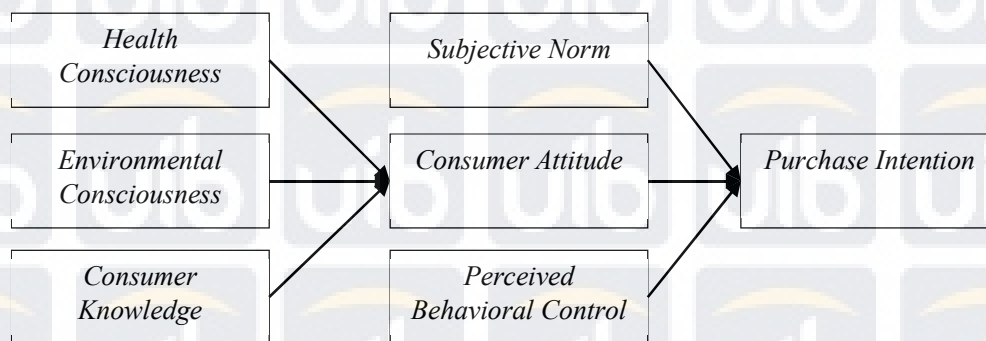 Health
Consciousness
Subjective Norm
Environmental
Consciousness
Consumer Attitude
Purchase Intention
Consumer
Knowledge
Perceived
Behavioral Control